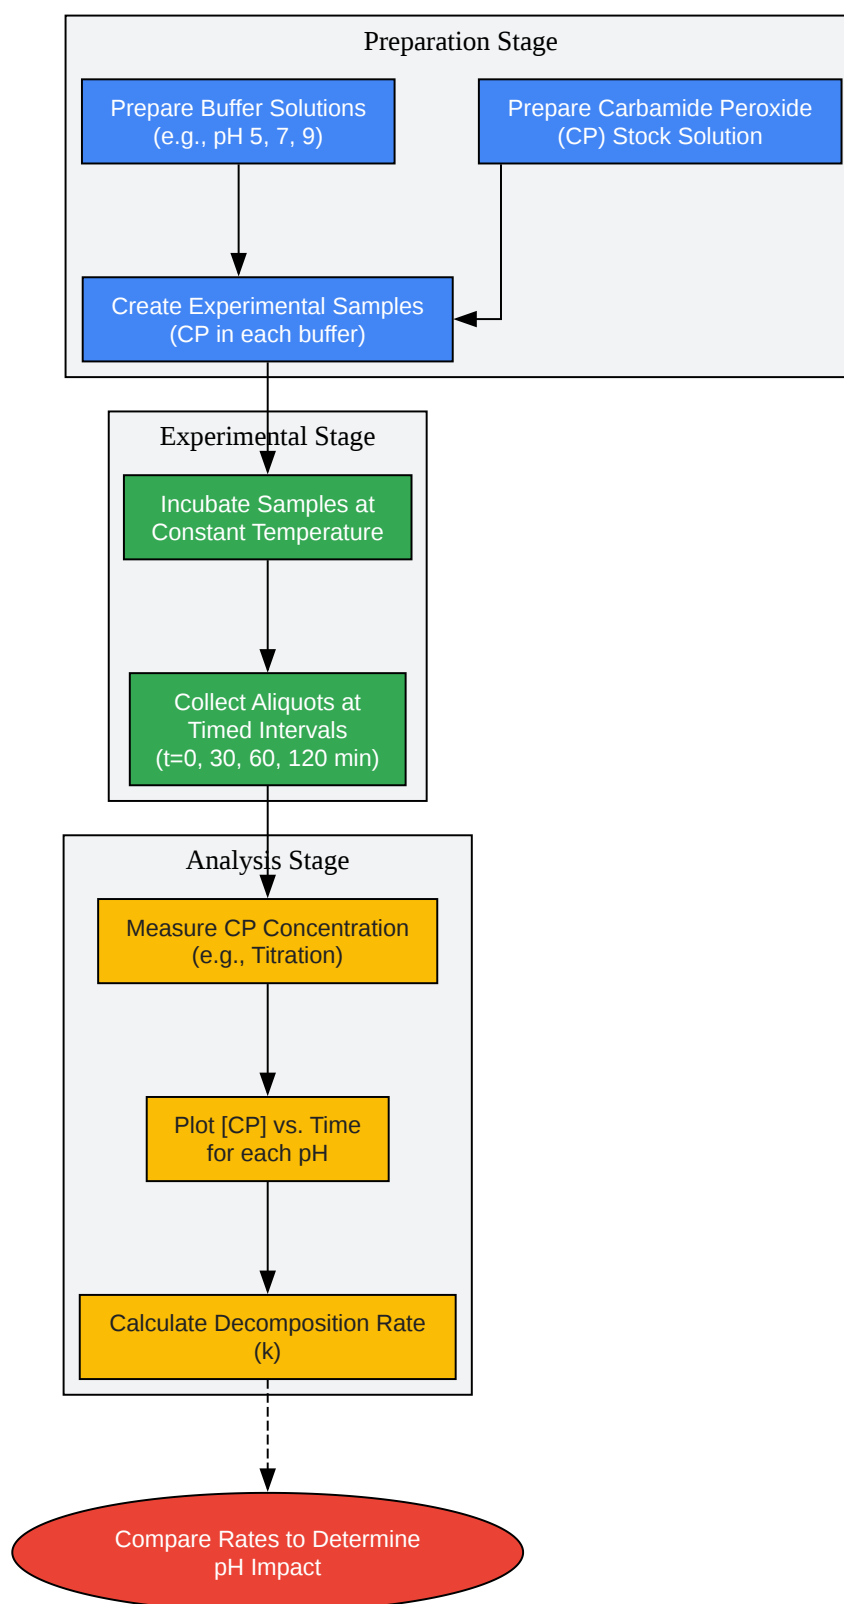 Preparation Stage
Prepare Buffer Solutions
(e.g., pH 5, 7, 9)
Prepare Carbamide Peroxide
(CP) Stock Solution
Create Experimental Samples
(CP in each buffer)
Experimental Stage
Incubate Samples at
Constant Temperature
Collect Aliquots at
Timed Intervals
(t=0, 30, 60, 120 min)
Analysis Stage
Measure CP Concentration
(e.g., Titration)
Plot [CP] vs. Time
for each pH
Calculate Decomposition Rate
(k)
Compare Rates to Determine
pH Impact